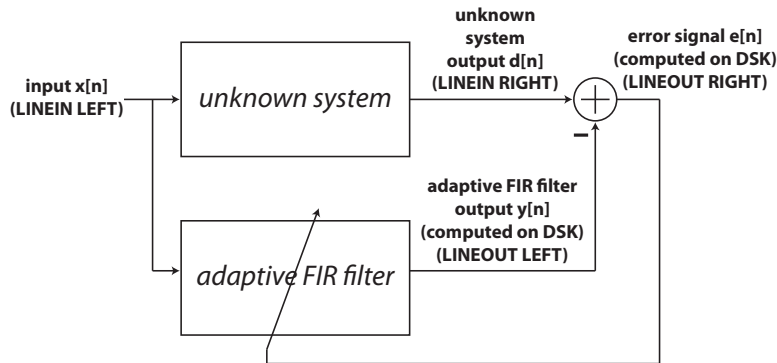 input x[n]
(LINEIN LEFT)
unknown system
unknown
system
output d[n]
(LINEIN RIGHT)
error signal e[n]
(computed on DSK)
(LINEOUT RIGHT)
adaptive FIR filter
adaptive FIR filter
output y[n]
(computed on DSK)
(LINEOUT LEFT)